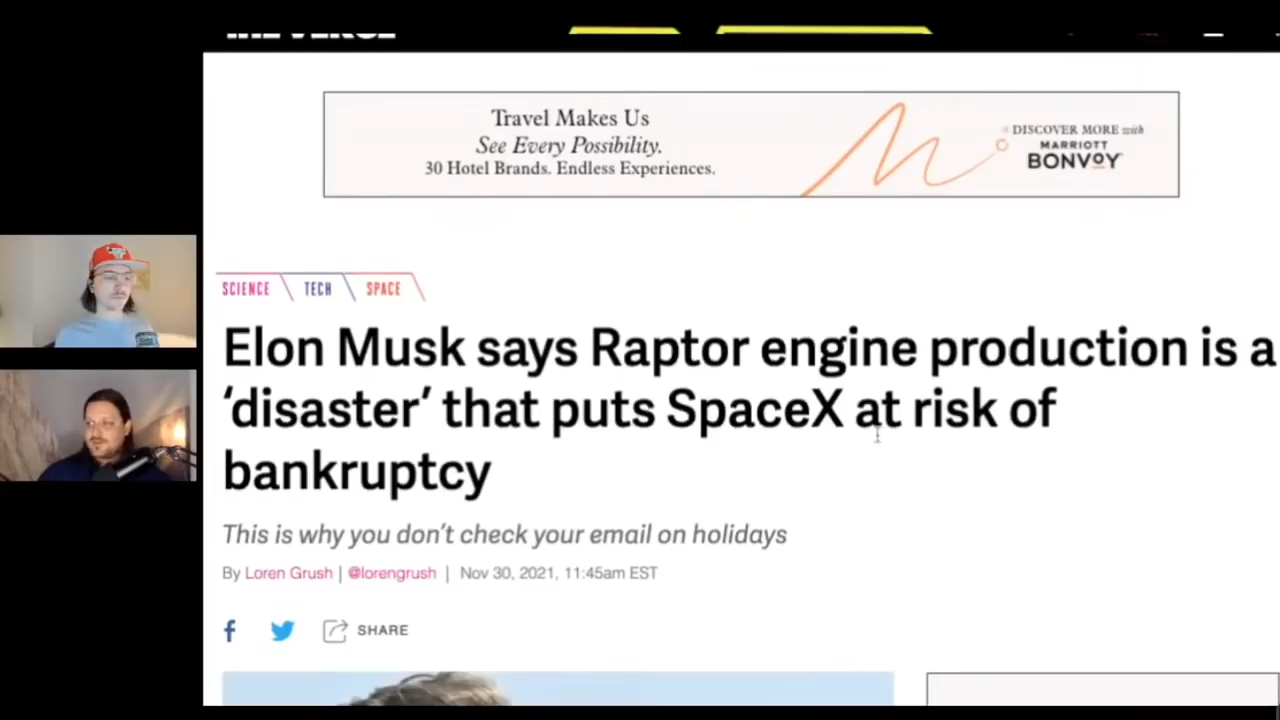 THE VERGE
Travel Makes Us
See Every Possibility.
30 Hotel Brands. Endless Experiences.
DISCOVER MORE with
MARRIOTT
BONVOY
SCIENCE
TECH
SPACE
Elon Musk says Raptor engine production is a
‘disaster’ that puts SpaceX at risk of
bankruptcy
This is why you don’t check your email on holidays
By Loren Grush | @lorengrush | Nov 30, 2021, 11:45am EST
SHARE